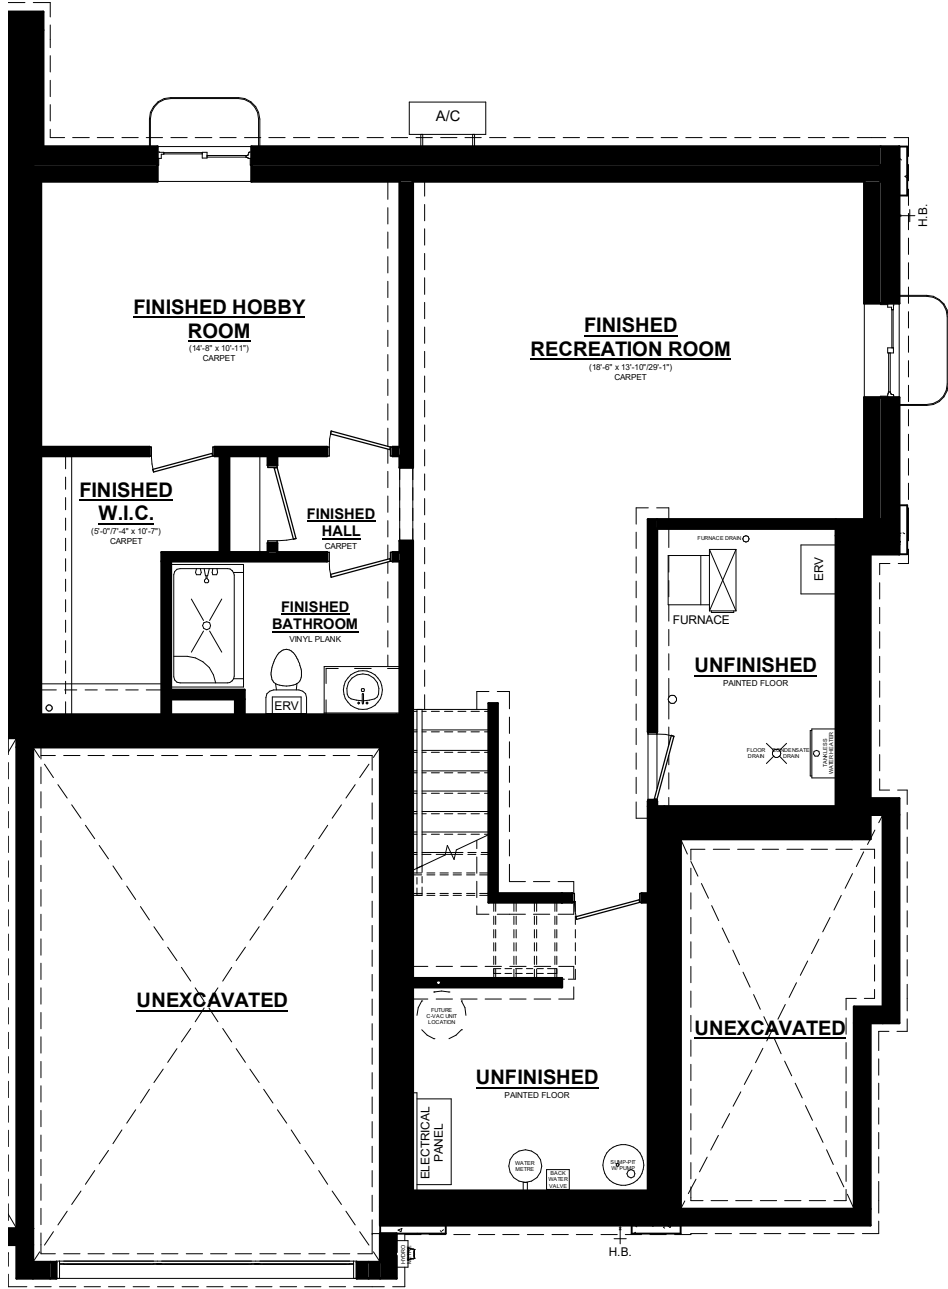 A/C
H.B.
FINISHED HOBBY
ROOM
(14'-8" x 10'-11")
CARPET
FINISHED
RECREATION ROOM
(18'-6" x 13'-10"/29'-1")
CARPET
FINISHED
W.I.C.
(5'-0"/7'-4" x 10'-7")
CARPET
FINISHED
HALL
CARPET
FINISHED
BATHROOM
VINYL PLANK
ERV
FURNACE DRAIN
ERV
FURNACE
UNFINISHED
PAINTED FLOOR
FLOOR
DRAIN
CONDENSATE
DRAIN
TANKLESS
WATER HEATER
UNEXCAVATED
FUTURE
C-VAC UNIT
LOCATION
UNEXCAVATED
UNFINISHED
PAINTED FLOOR
ELECTRICAL
PANEL
WATER
METRE
BACK
WATER
VALVE
SUMP-PIT
W/ PUMP
H.B.
HYDRO